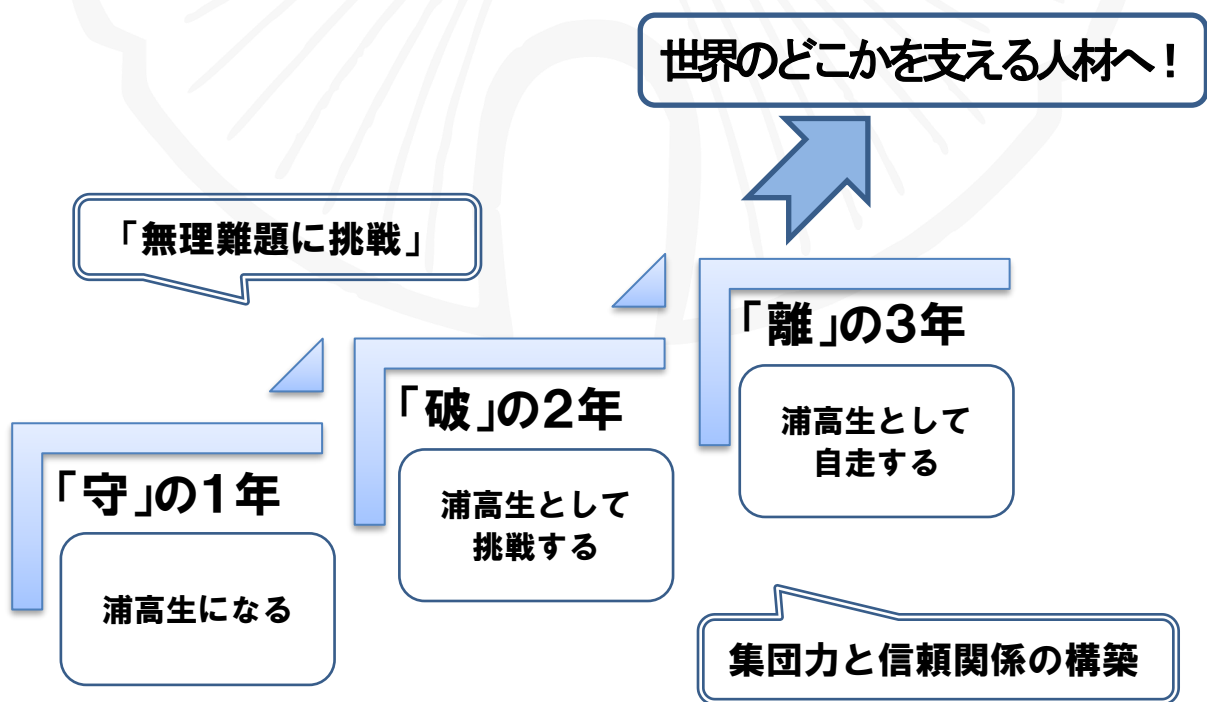 世界のどこかを支える人材へ！
「無理難題に挑戦」
「離」の3年
浦高生として
自走する
「破」の2年
浦高生として
挑戦する
「守」の1年
浦高生になる
集団力と信頼関係の構築